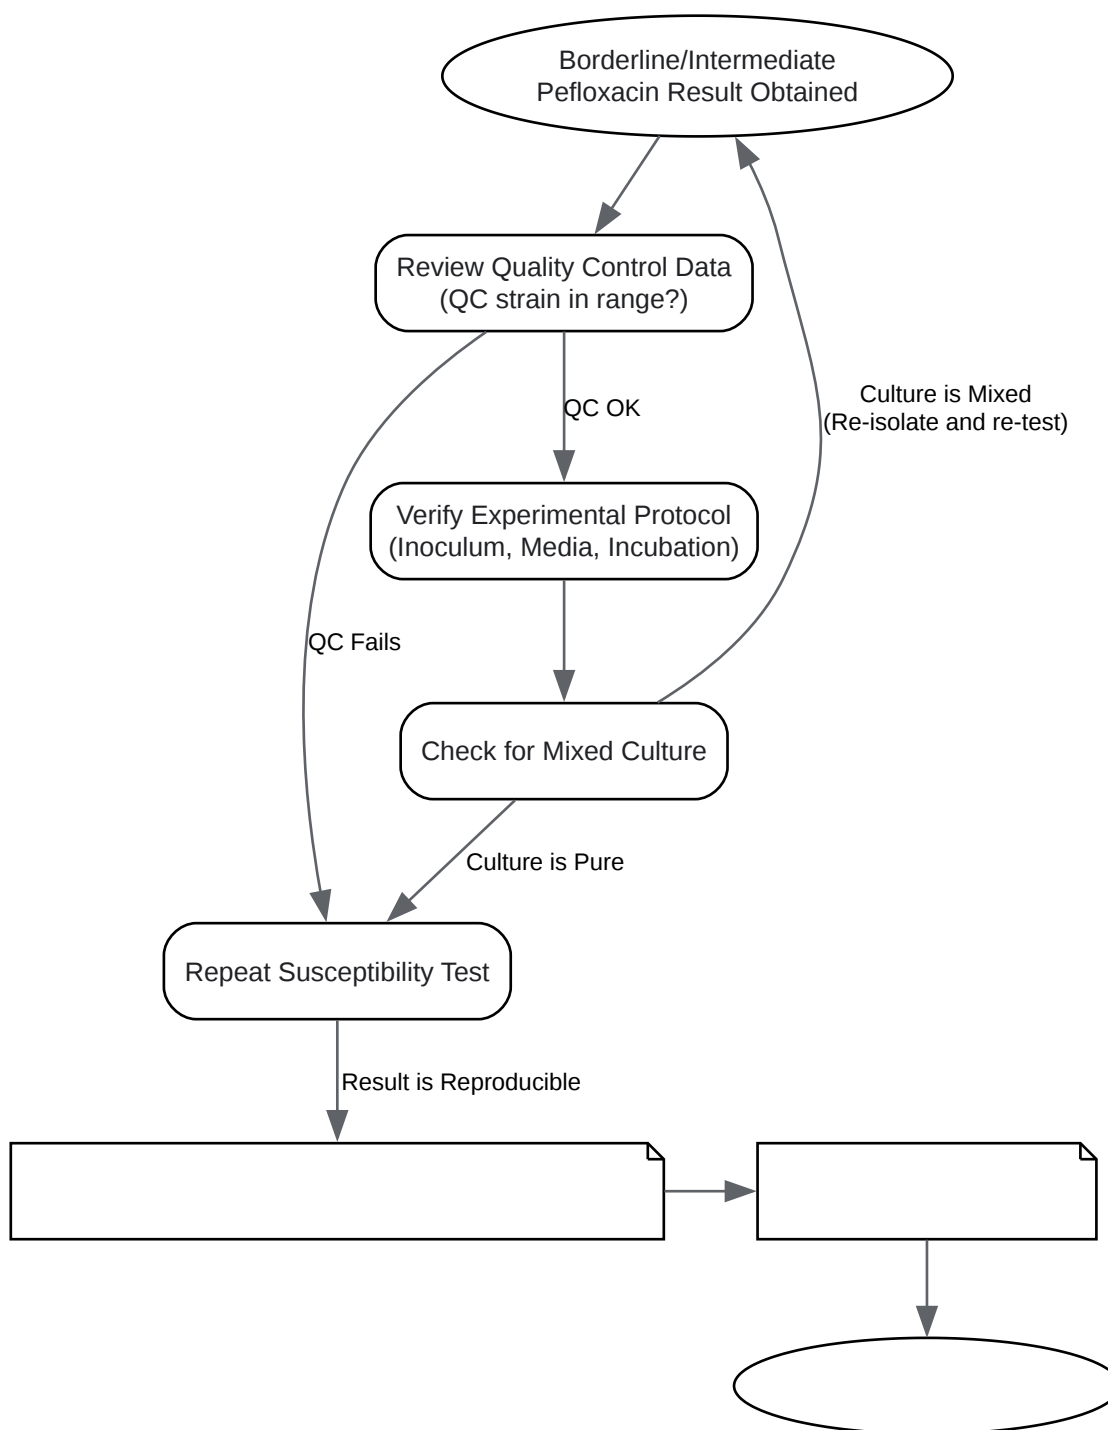 Borderline/Intermediate
Pefloxacin Result Obtained
Review Quality Control Data
(QC strain in range?)
Culture is Mixed
(Re-isolate and re-test)
QC OK
Verify Experimental Protocol
(Inoculum, Media, Incubation)
QC Fails
Check for Mixed Culture
Culture is Pure
Repeat Susceptibility Test
Result is Reproducible